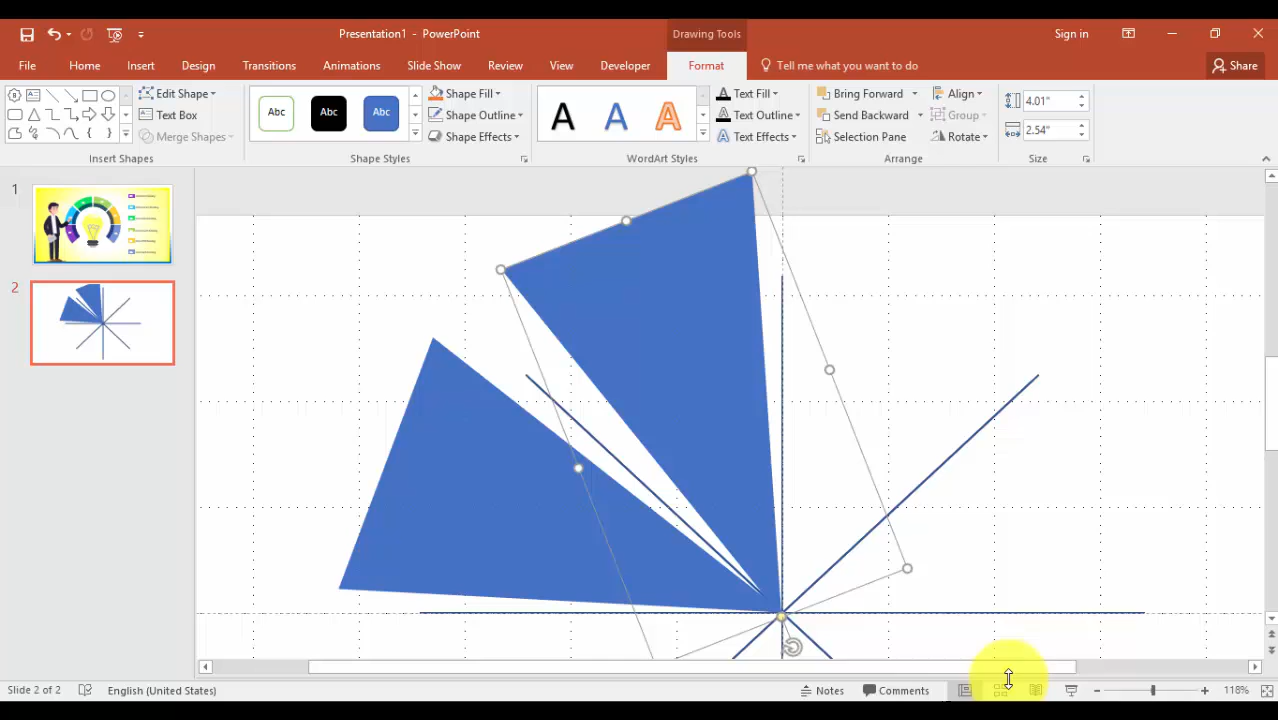 Presentation1 - PowerPoint
Drawing Tools
Sign in
File
Home
Insert
Design
Transitions
Animations
Slide Show
Review
View
Developer
Format
Tell me what you want to do
Share
Edit Shape
Text Box
Merge Shapes
Insert Shapes
Abc
Abc
Abc
Shape Fill
Shape Outline
Shape Effects
Shape Styles
A
A
A
Text Fill
Text Outline
Text Effects
WordArt Styles
Bring Forward
Send Backward
Selection Pane
Align
Group
Rotate
Arrange
4.01"
2.54"
Size
1
2
Slide 2 of 2
English (United States)
Notes
Comments
118%